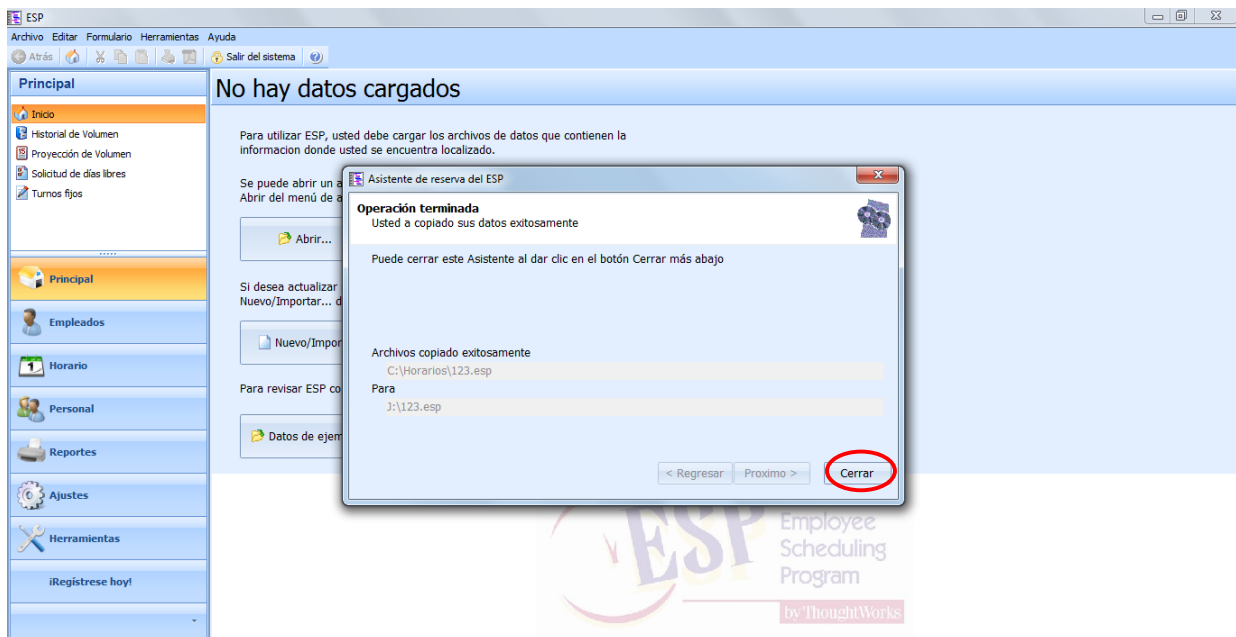 ESP
Archivo Editar Formulario Herramientas Ayuda
Atrás Salir del sistema
Principal
No hay datos cargados
Inicio
Historial de Volumen
Proyección de Volumen
Solicitud de días libres
Turnos fijos
Para utilizar ESP, usted debe cargar los archivos de datos que contienen la
informacion donde usted se encuentra localizado.
Se puede abrir un a
Abrir del menú de a
Abrir...
Si desea actualizar
Nuevo/Importar... d
Nuevo/Impor
Para revisar ESP co
Datos de ejem
Asistente de reserva del ESP
Operación terminada
Usted a copiado sus datos exitosamente
Puede cerrar este Asistente al dar clic en el botón Cerrar más abajo
Archivos copiado exitosamente
C:\Horarios\123.esp
Para
J:\123.esp
< Regresar Proximo > Cerrar
Principal
Empleados
Horario
Personal
Reportes
Ajustes
Herramientas
¡Regístrese hoy!
ESP
Employee
Scheduling
Program
by ThoughtWorks